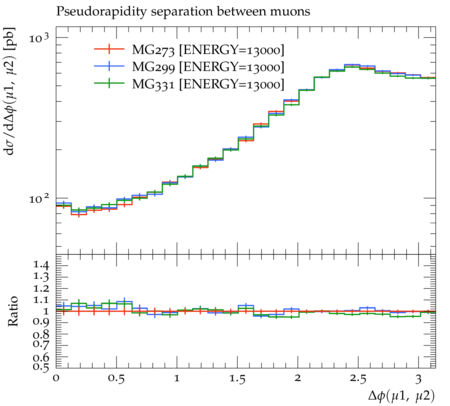 Pseudorapidity separation between muons
dσ/dΔϕ(μ1, μ2) [pb]
10³
10²
MG273 [ENERGY=13000]
MG299 [ENERGY=13000]
MG331 [ENERGY=13000]
Ratio
1.4
1.3
1.2
1.1
1
0.9
0.8
0.7
0.6
0.5
0 0.5 1 1.5 2 2.5 3
Δϕ(μ1, μ2)